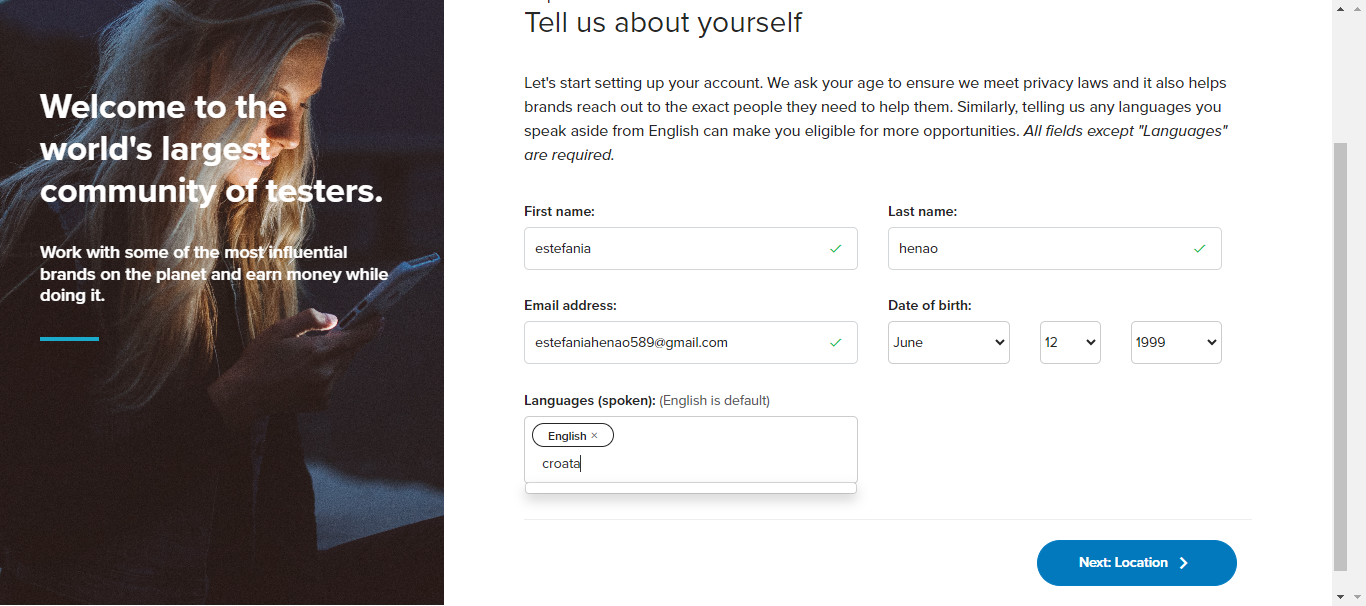 Welcome to the
world's largest
community of testers.
Work with some of the most influential
brands on the planet and earn money while
doing it.
Tell us about yourself
Let's start setting up your account. We ask your age to ensure we meet privacy laws and it also helps
brands reach out to the exact people they need to help them. Similarly, telling us any languages you
speak aside from English can make you eligible for more opportunities. All fields except "Languages"
are required.
First name:
Last name:
estefania
henao
Email address:
Date of birth:
estefaniahenao589@gmail.com
June
12
1999
Languages (spoken): (English is default)
English ×
croata
Next: Location